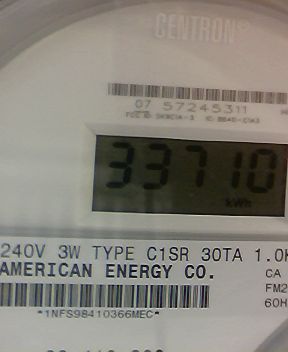 CENTRON®
07 57245311
33710
kWh
240V 3W TYPE C1SR 30TA 1.0
AMERICAN ENERGY CO.
CA
FM2
60H
*1NFS98410366MEC*